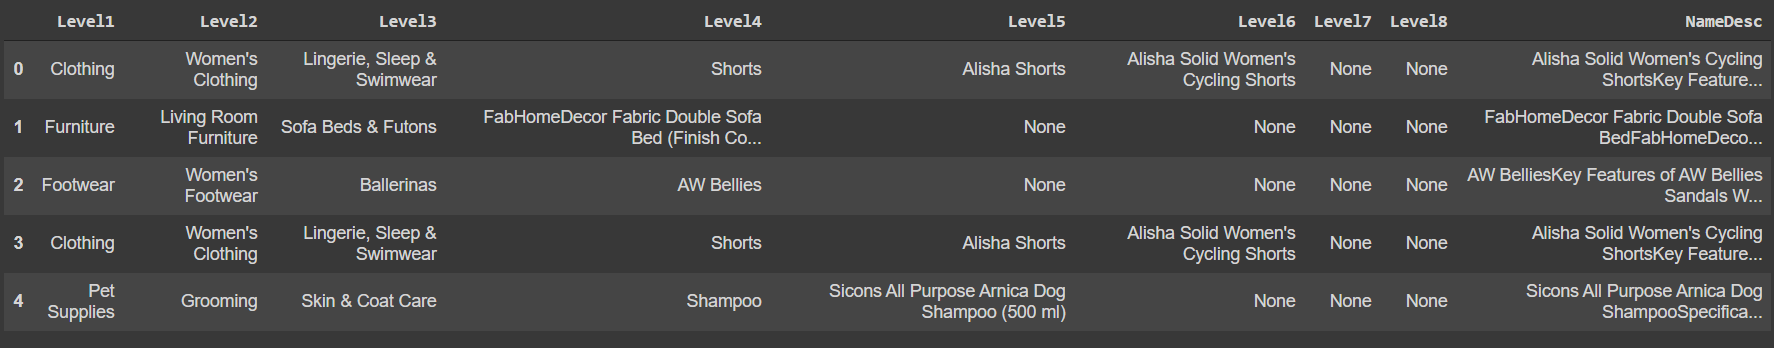 Level1 Level2 Level3 Level4 Level5 Level6 Level7 Level8 NameDesc
0 Clothing Women's Clothing Lingerie, Sleep & Swimwear Shorts Alisha Shorts Alisha Solid Women's Cycling Shorts None None Alisha Solid Women's Cycling ShortsKey Feature...
1 Furniture Living Room Furniture Sofa Beds & Futons FabHomeDecor Fabric Double Sofa Bed (Finish Co... None None None None FabHomeDecor Fabric Double Sofa BedFabHomeDeco...
2 Footwear Women's Footwear Ballerinas AW Bellies None None None None AW BelliesKey Features of AW Bellies Sandals W...
3 Clothing Women's Clothing Lingerie, Sleep & Swimwear Shorts Alisha Shorts Alisha Solid Women's Cycling Shorts None None Alisha Solid Women's Cycling ShortsKey Feature...
4 Pet Supplies Grooming Skin & Coat Care Shampoo Sicons All Purpose Arnica Dog Shampoo (500 ml) None None None Sicons All Purpose Arnica Dog ShampooSpecifica...